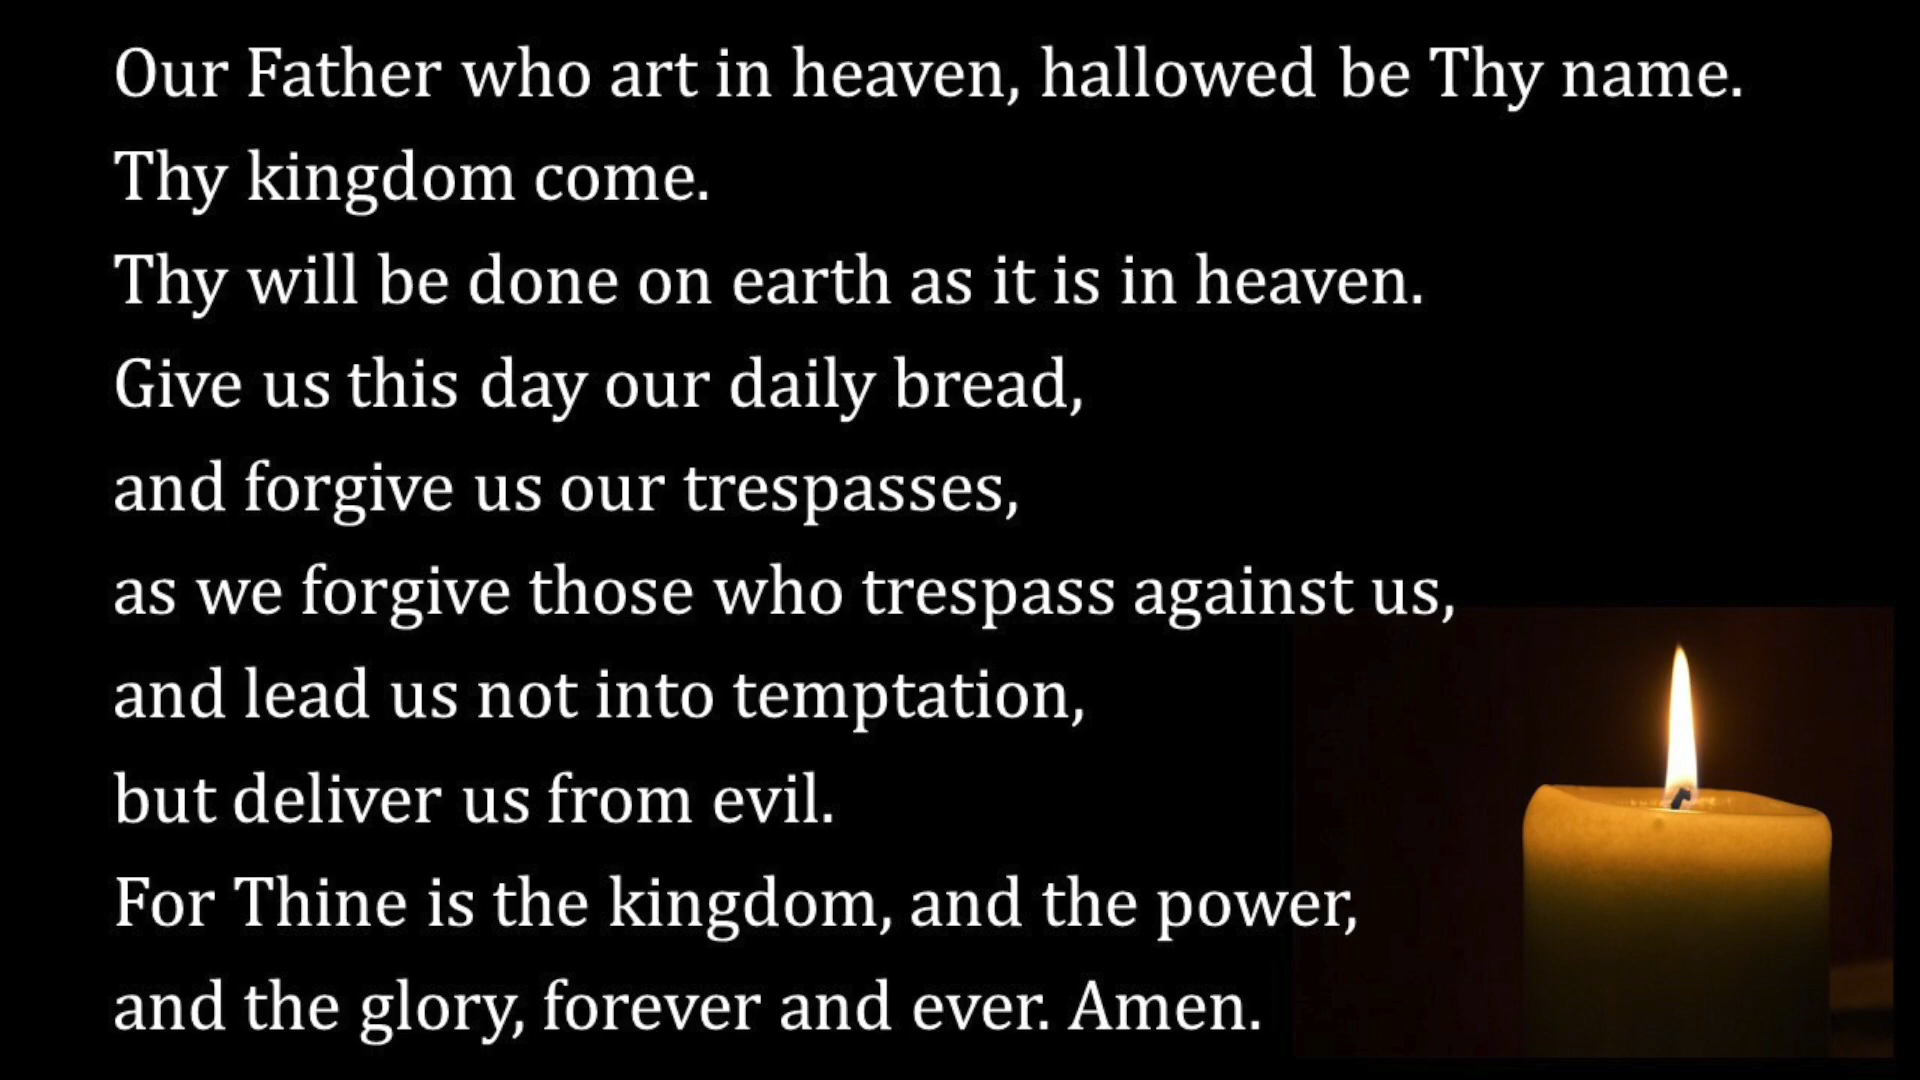 Our Father who art in heaven, hallowed be Thy name.
Thy kingdom come.
Thy will be done on earth as it is in heaven.
Give us this day our daily bread,
and forgive us our trespasses,
as we forgive those who trespass against us,
and lead us not into temptation,
but deliver us from evil.
For Thine is the kingdom, and the power,
and the glory, forever and ever. Amen.